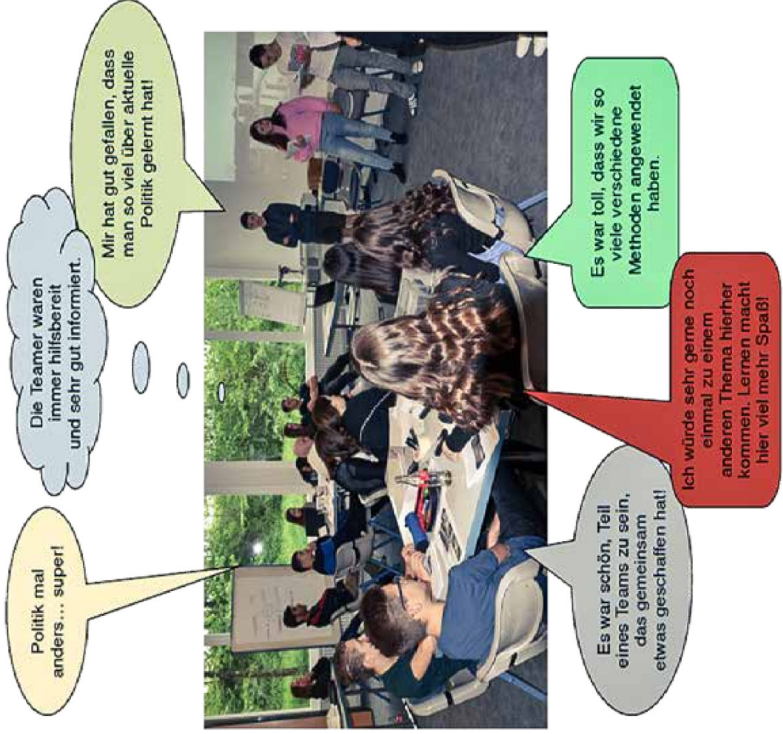 Politik mal
anders... super!
Die Teamer waren
immer hilfsbereit
und sehr gut informiert.
Mir hat gut gefallen, dass
man so viel über aktuelle
Politik gelernt hat!
Es war schön, Teil
eines Teams zu sein,
das gemeinsam
etwas geschaffen hat!
Ich würde sehr gerne noch
einmal zu einem
anderen Thema hierher
kommen. Lernen macht
hier viel mehr Spaß!
Es war toll, dass wir so
viele verschiedene
Methoden angewendet
haben.